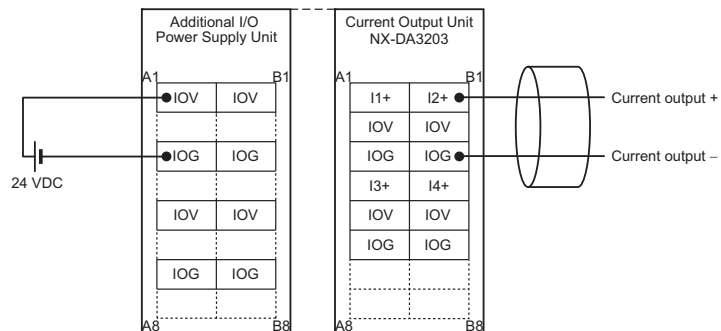 Additional I/O
Power Supply Unit
Current Output Unit
NX-DA3203
A1 B1 A1 B1
IOV IOV I1+ I2+ Current output +
IOV IOV
IOG IOG IOG IOG Current output −
24 VDC
I3+ I4+
IOV IOV IOV IOV
IOG IOG
IOG IOG
A8 B8 A8 B8